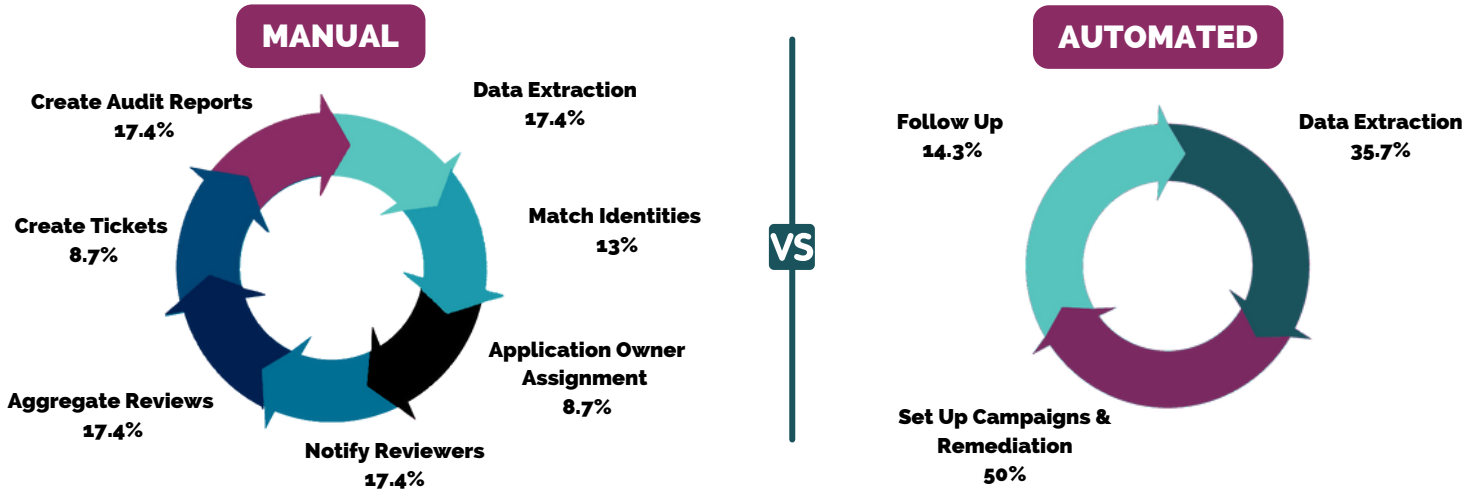 MANUAL
Create Audit Reports
17.4%
Data Extraction
17.4%
Match Identities
13%
Application Owner
Assignment
8.7%
Notify Reviewers
17.4%
Aggregate Reviews
17.4%
Create Tickets
8.7%
VS
AUTOMATED
Follow Up
14.3%
Data Extraction
35.7%
Set Up Campaigns &
Remediation
50%